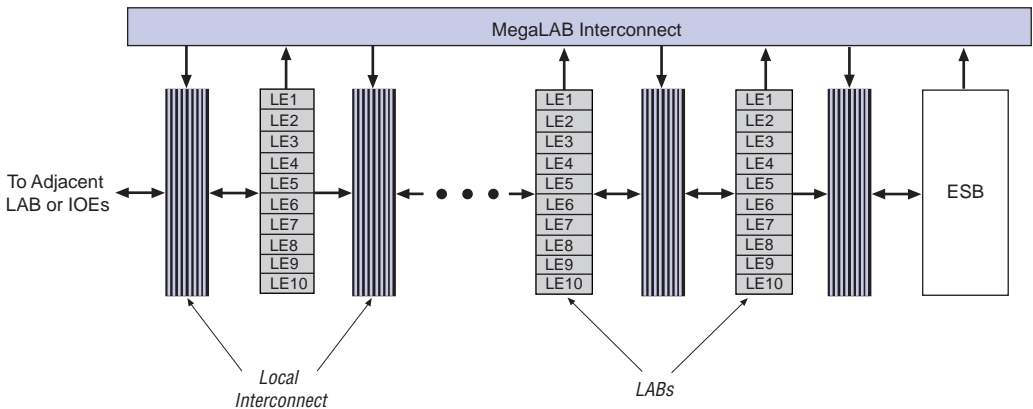 MegaLAB Interconnect
To Adjacent
LAB or IOEs
LE1
LE2
LE3
LE4
LE5
LE6
LE7
LE8
LE9
LE10
LE1
LE2
LE3
LE4
LE5
LE6
LE7
LE8
LE9
LE10
LE1
LE2
LE3
LE4
LE5
LE6
LE7
LE8
LE9
LE10
ESB
Local
Interconnect
LABs